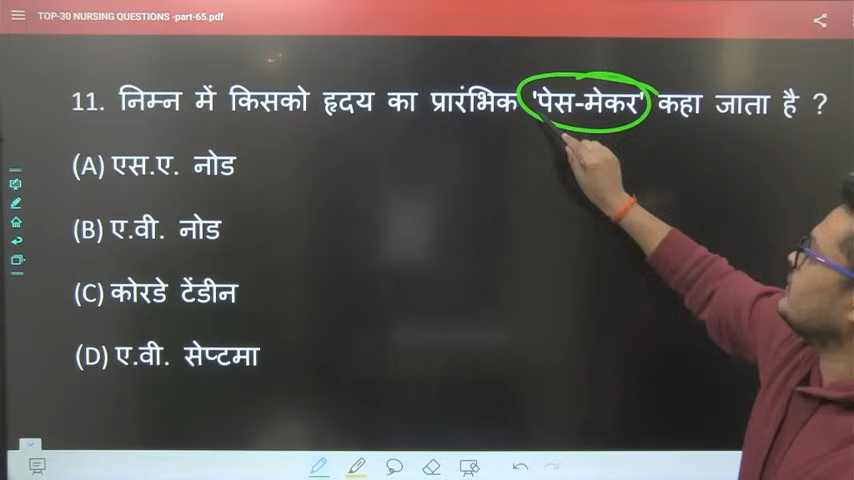 TOP-30 NURSING QUESTIONS -part-65.pdf
11. निम्न में किसको हृदय का प्रारंभिक 'पेस-मेकर' कहा जाता है ?
(A) एस.ए. नोड
(B) ए.वी. नोड
(C) कोरडे टेंडीन
(D) ए.वी. सेप्टमा